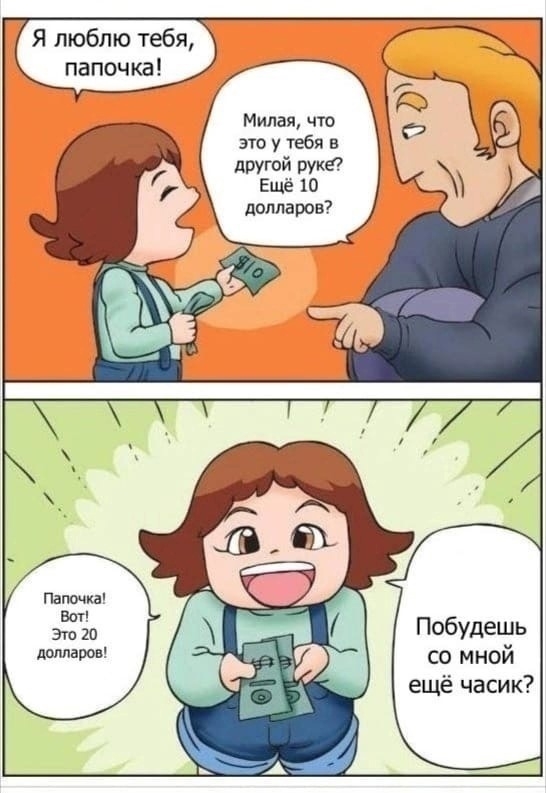 Я люблю тебя,
папочка!
Милая, что
это у тебя в
другой руке?
Ещё 10
долларов?
$10
Папочка!
Вот!
Это 20
долларов!
Побудешь
со мной
ещё часик?